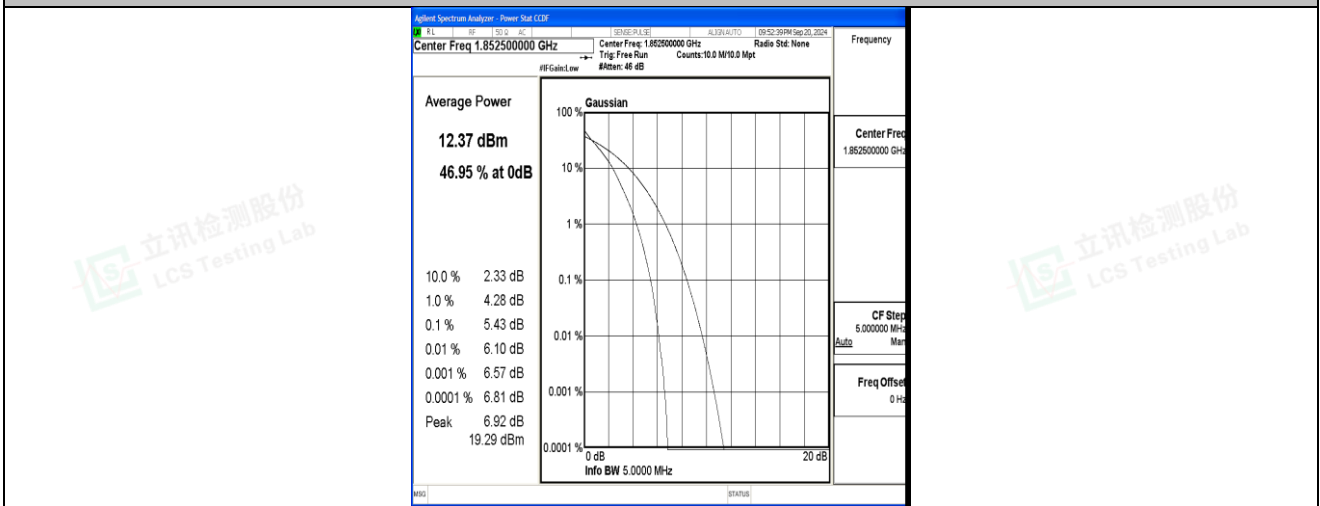 Agilent Spectrum Analyzer - Power Stat CCDF
RL RF 50 Ω AC SENSE:PULSE ALIGN AUTO 09:52:39 PM Sep 20, 2024
Center Freq 1.852500000 GHz
Center Freq: 1.852500000 GHz Radio Std: None
Trig: Free Run Counts:10.0 M/10.0 Mpt
#IFGain:Low #Atten: 46 dB
Frequency
Average Power
12.37 dBm
46.95 % at 0dB
10.0 % 2.33 dB
1.0 % 4.28 dB
0.1 % 5.43 dB
0.01 % 6.10 dB
0.001 % 6.57 dB
0.0001 % 6.81 dB
Peak 6.92 dB
19.29 dBm
Gaussian
100 %
10 %
1 %
0.1 %
0.01 %
0.001 %
0.0001 %
0 dB 20 dB
Info BW 5.0000 MHz
Center Freq
1.852500000 GHz
CF Step
5.000000 MHz
Auto Man
Freq Offset
0 Hz
MSG STATUS
立讯检测股份
LCS Testing Lab
立讯检测股份
LCS Testing Lab